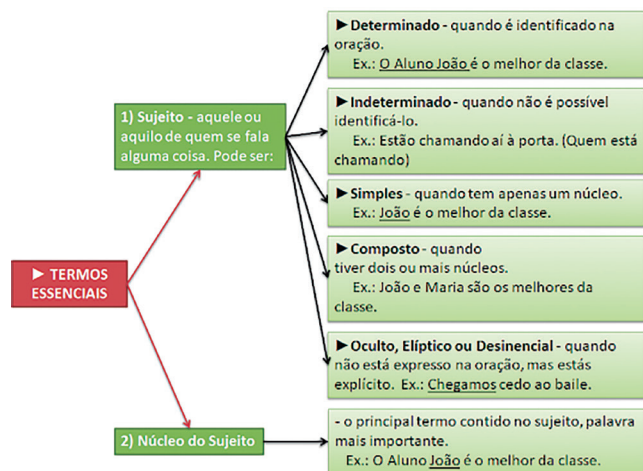 ► TERMOS
ESSENCIAIS
1) Sujeito - aquele ou
aquilo de quem se fala
alguma coisa. Pode ser:
► Determinado - quando é identificado na
oração.
Ex.: O Aluno João é o melhor da classe.
► Indeterminado - quando não é possível
identificá-lo.
Ex.: Estão chamando aí à porta. (Quem está
chamando)
► Simples - quando tem apenas um núcleo.
Ex.: João é o melhor da classe.
► Composto - quando
tiver dois ou mais núcleos.
Ex.: João e Maria são os melhores da
classe.
► Oculto, Elíptico ou Desinencial - quando
não está expresso na oração, mas estás
explícito. Ex.: Chegamos cedo ao baile.
2) Núcleo do Sujeito
- o principal termo contido no sujeito, palavra
mais importante.
Ex.: O Aluno João é o melhor da classe.